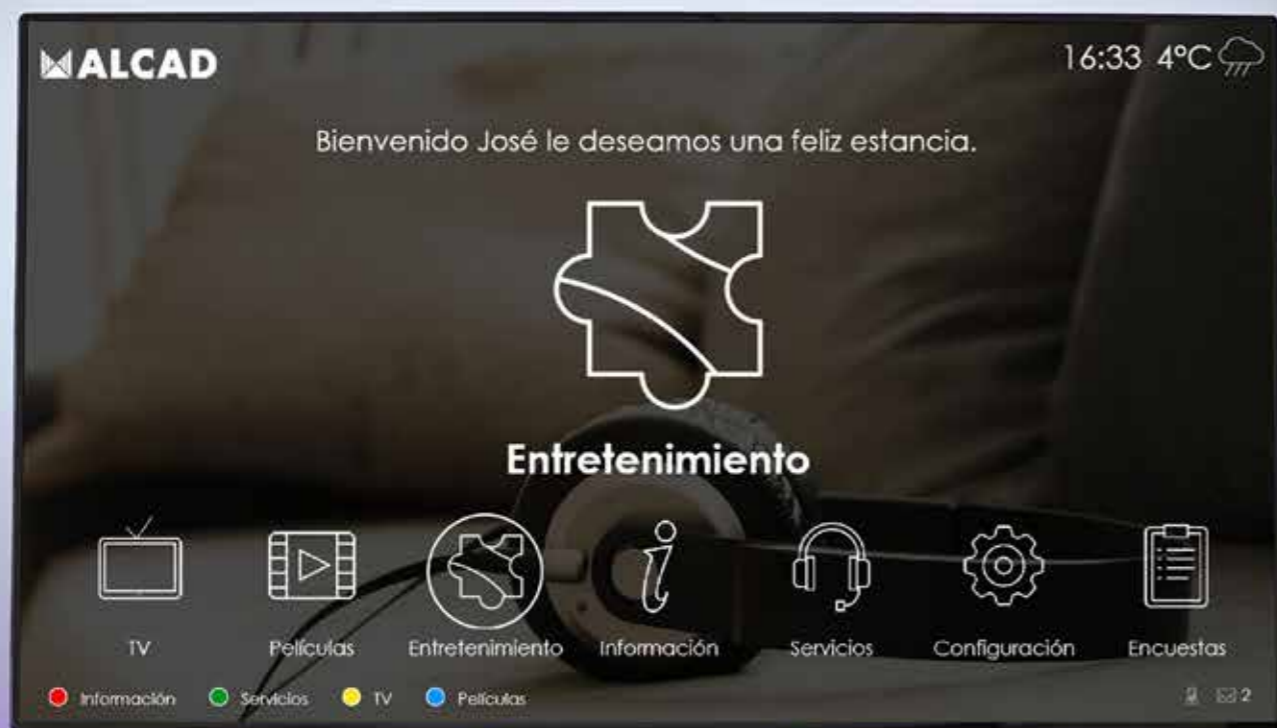 ALCAD
16:33 4°C
Bienvenido José le deseamos una feliz estancia.
Entretenimiento
TV Películas Entretenimiento Información Servicios Configuración Encuestas
Información Servicios TV Películas 2